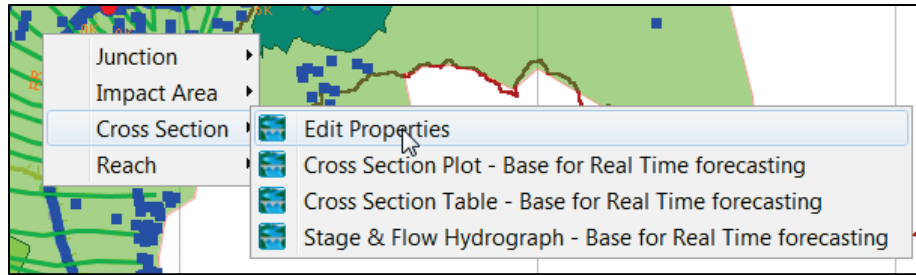 Junction
Impact Area
Cross Section
Reach
Edit Properties
Cross Section Plot - Base for Real Time forecasting
Cross Section Table - Base for Real Time forecasting
Stage & Flow Hydrograph - Base for Real Time forecasting